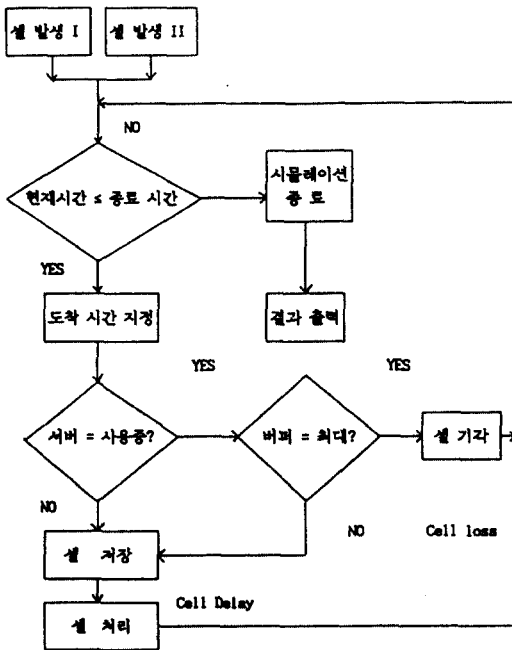 셀 발생 I
셀 발생 II
NO
현재시간 ≤ 종료 시간
시뮬레이션
종 료
YES
도착 시간 지정
결과 출력
YES
YES
서버 = 사용중?
버퍼 = 최대?
셀 기각
NO
NO
Cell loss
셀 저장
Cell Delay
셀 처리